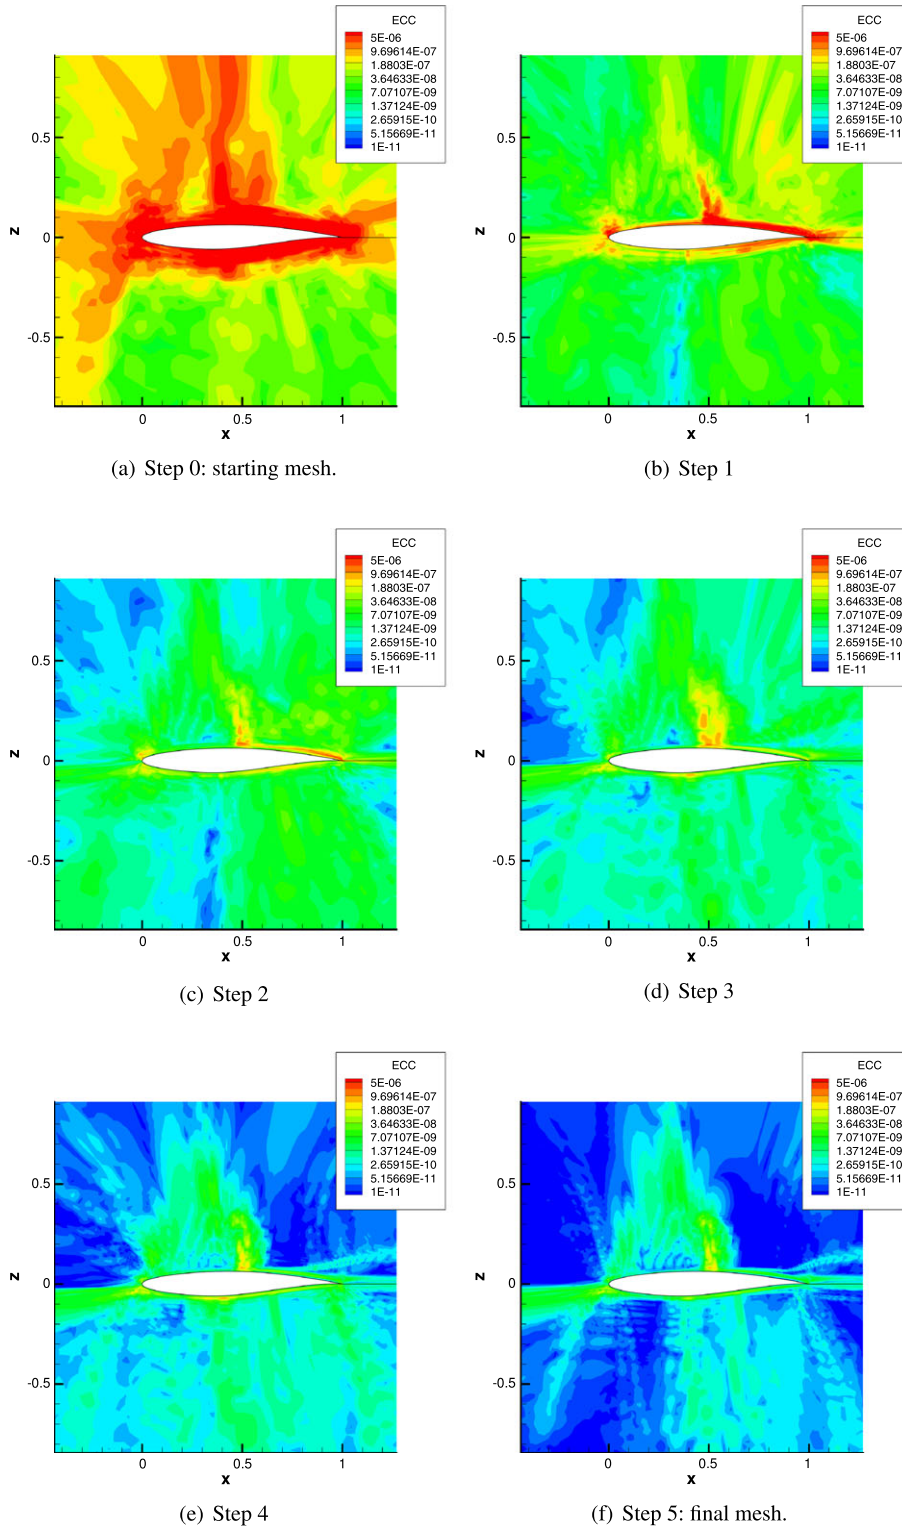 ECC
5E-06
9.69614E-07
1.8803E-07
3.64633E-08
7.07107E-09
1.37124E-09
2.65915E-10
5.15669E-11
1E-11
z
0.5
0
-0.5
0 0.5 1
x
(a) Step 0: starting mesh.
ECC
5E-06
9.69614E-07
1.8803E-07
3.64633E-08
7.07107E-09
1.37124E-09
2.65915E-10
5.15669E-11
1E-11
z
0.5
0
-0.5
0 0.5 1
x
(b) Step 1
ECC
5E-06
9.69614E-07
1.8803E-07
3.64633E-08
7.07107E-09
1.37124E-09
2.65915E-10
5.15669E-11
1E-11
z
0.5
0
-0.5
0 0.5 1
x
(c) Step 2
ECC
5E-06
9.69614E-07
1.8803E-07
3.64633E-08
7.07107E-09
1.37124E-09
2.65915E-10
5.15669E-11
1E-11
z
0.5
0
-0.5
0 0.5 1
x
(d) Step 3
ECC
5E-06
9.69614E-07
1.8803E-07
3.64633E-08
7.07107E-09
1.37124E-09
2.65915E-10
5.15669E-11
1E-11
z
0.5
0
-0.5
0 0.5 1
x
(e) Step 4
ECC
5E-06
9.69614E-07
1.8803E-07
3.64633E-08
7.07107E-09
1.37124E-09
2.65915E-10
5.15669E-11
1E-11
z
0.5
0
-0.5
0 0.5 1
x
(f) Step 5: final mesh.